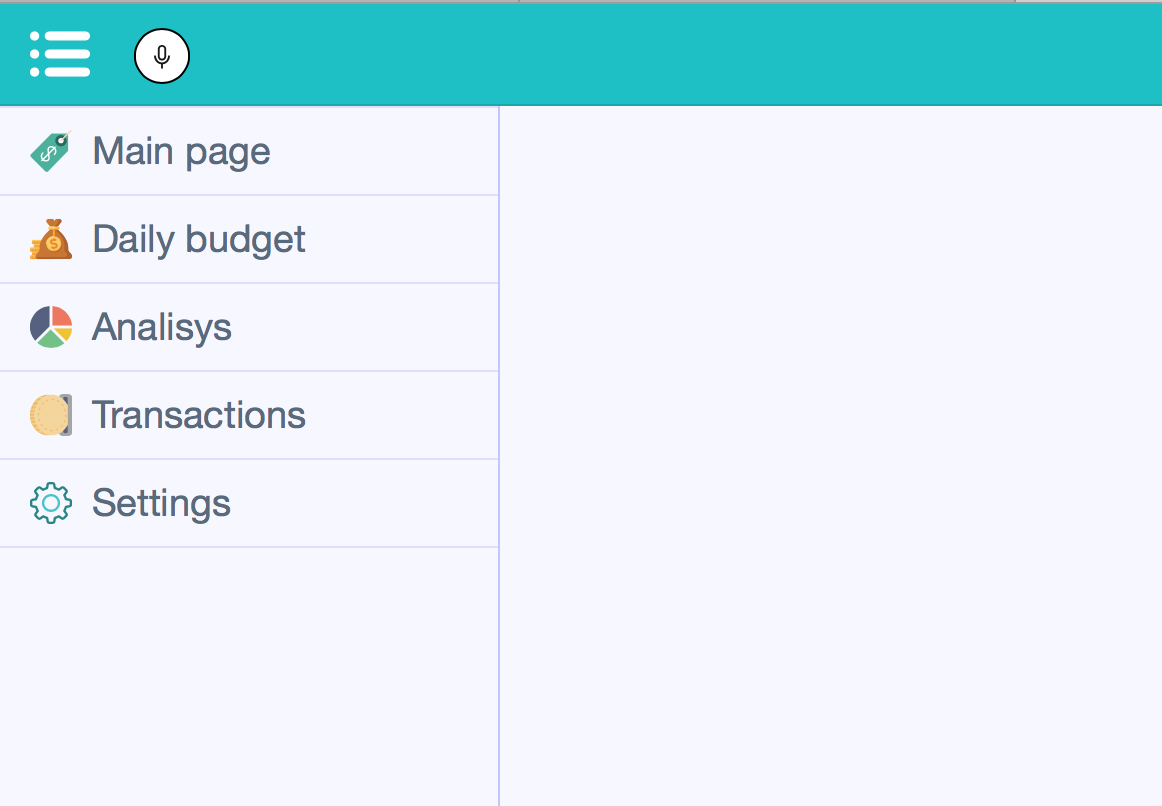 Main page
Daily budget
Analisys
Transactions
Settings